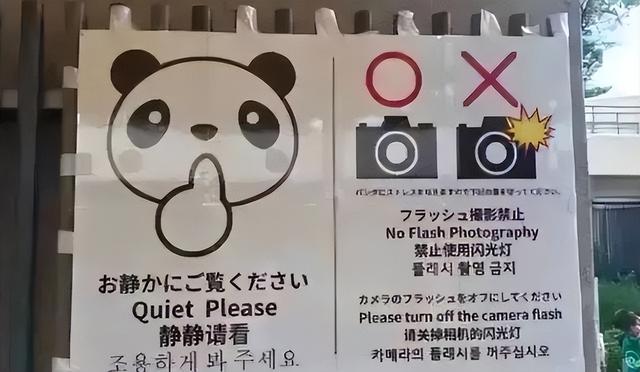 お静かにご覧ください
Quiet Please
静静请看
조용하게 봐 주세요
フラッシュ撮影禁止
No Flash Photography
禁止使用闪光灯
플래시 촬영 금지
カメラのフラッシュをオフにしてください
Please turn off the camera flash
请关掉相机的闪光灯
카메라의 플래시를 꺼주십시오